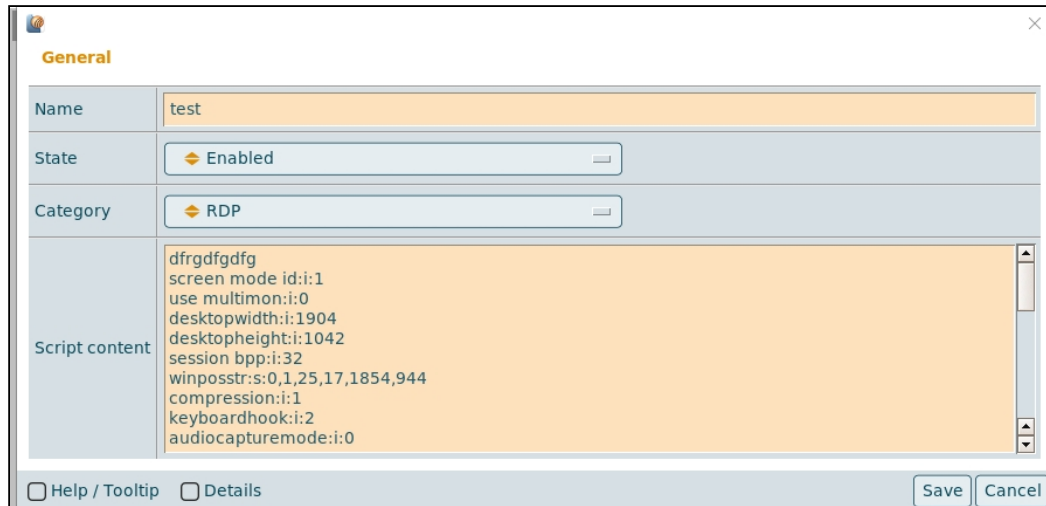 General
Name
test
State
Enabled
Category
RDP
Script content
dfrgdfgdfg
screen mode id:i:1
use multimon:i:0
desktopwidth:i:1904
desktopheight:i:1042
session bpp:i:32
winposstr:s:0,1,25,17,1854,944
compression:i:1
keyboardhook:i:2
audiocapturemode:i:0
Help / Tooltip
Details
Save
Cancel